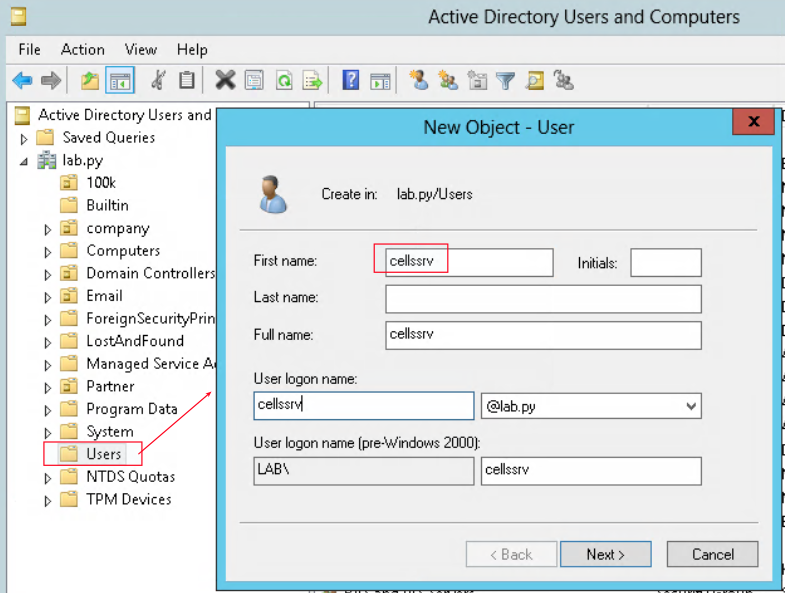 Active Directory Users and Computers
File Action View Help
Active Directory Users and
Saved Queries
lab.py
100k
Builtin
company
Computers
Domain Controllers
Email
ForeignSecurityPrin
LostAndFound
Managed Service
Partner
Program Data
System
Users
NTDS Quotas
TPM Devices
New Object - User
Create in: lab.py/Users
First name: cellssrv Initials:
Last name:
Full name: cellssrv
User logon name:
cellssrv @lab.py
User logon name (pre-Windows 2000):
LAB\ cellssrv
< Back Next > Cancel